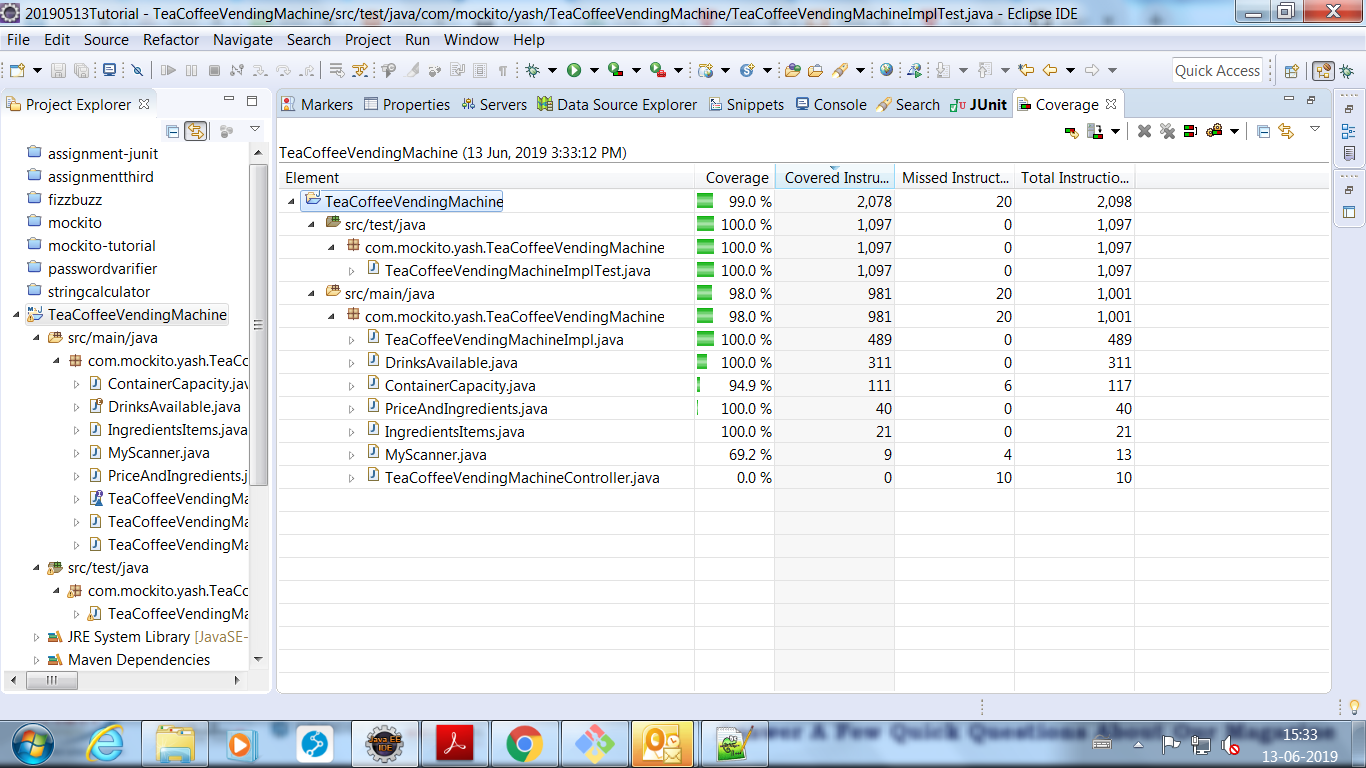 20190513Tutorial - TeaCoffeeVendingMachine/src/test/java/com/mockito/yash/TeaCoffeeVendingMachine/TeaCoffeeVendingMachineImplTest.java - Eclipse IDE
File Edit Source Refactor Navigate Search Project Run Window Help
Quick Access
Project Explorer
assignment-junit
assignmentthird
fizzbuzz
mockito
mockito-tutorial
passwordvarifier
stringcalculator
TeaCoffeeVendingMachine
src/main/java
com.mockito.yash.TeaCo
ContainerCapacity.jav
DrinksAvailable.java
IngredientsItems.java
MyScanner.java
PriceAndIngredients.j
TeaCoffeeVendingMa
TeaCoffeeVendingMa
TeaCoffeeVendingMa
src/test/java
com.mockito.yash.TeaCo
TeaCoffeeVendingMa
JRE System Library [JavaSE-
Maven Dependencies
Markers Properties Servers Data Source Explorer Snippets Console Search JUnit Coverage
TeaCoffeeVendingMachine (13 Jun, 2019 3:33:12 PM)
Element Coverage Covered Instru... Missed Instruct... Total Instructio...
TeaCoffeeVendingMachine 99.0 % 2,078 20 2,098
src/test/java 100.0 % 1,097 0 1,097
com.mockito.yash.TeaCoffeeVendingMachine 100.0 % 1,097 0 1,097
TeaCoffeeVendingMachineImplTest.java 100.0 % 1,097 0 1,097
src/main/java 98.0 % 981 20 1,001
com.mockito.yash.TeaCoffeeVendingMachine 98.0 % 981 20 1,001
TeaCoffeeVendingMachineImpl.java 100.0 % 489 0 489
DrinksAvailable.java 100.0 % 311 0 311
ContainerCapacity.java 94.9 % 111 6 117
PriceAndIngredients.java 100.0 % 40 0 40
IngredientsItems.java 100.0 % 21 0 21
MyScanner.java 69.2 % 9 4 13
TeaCoffeeVendingMachineController.java 0.0 % 0 10 10
Java EE IDE
wer A Few Quick Questions About Our Magazine
15:33
13-06-2019